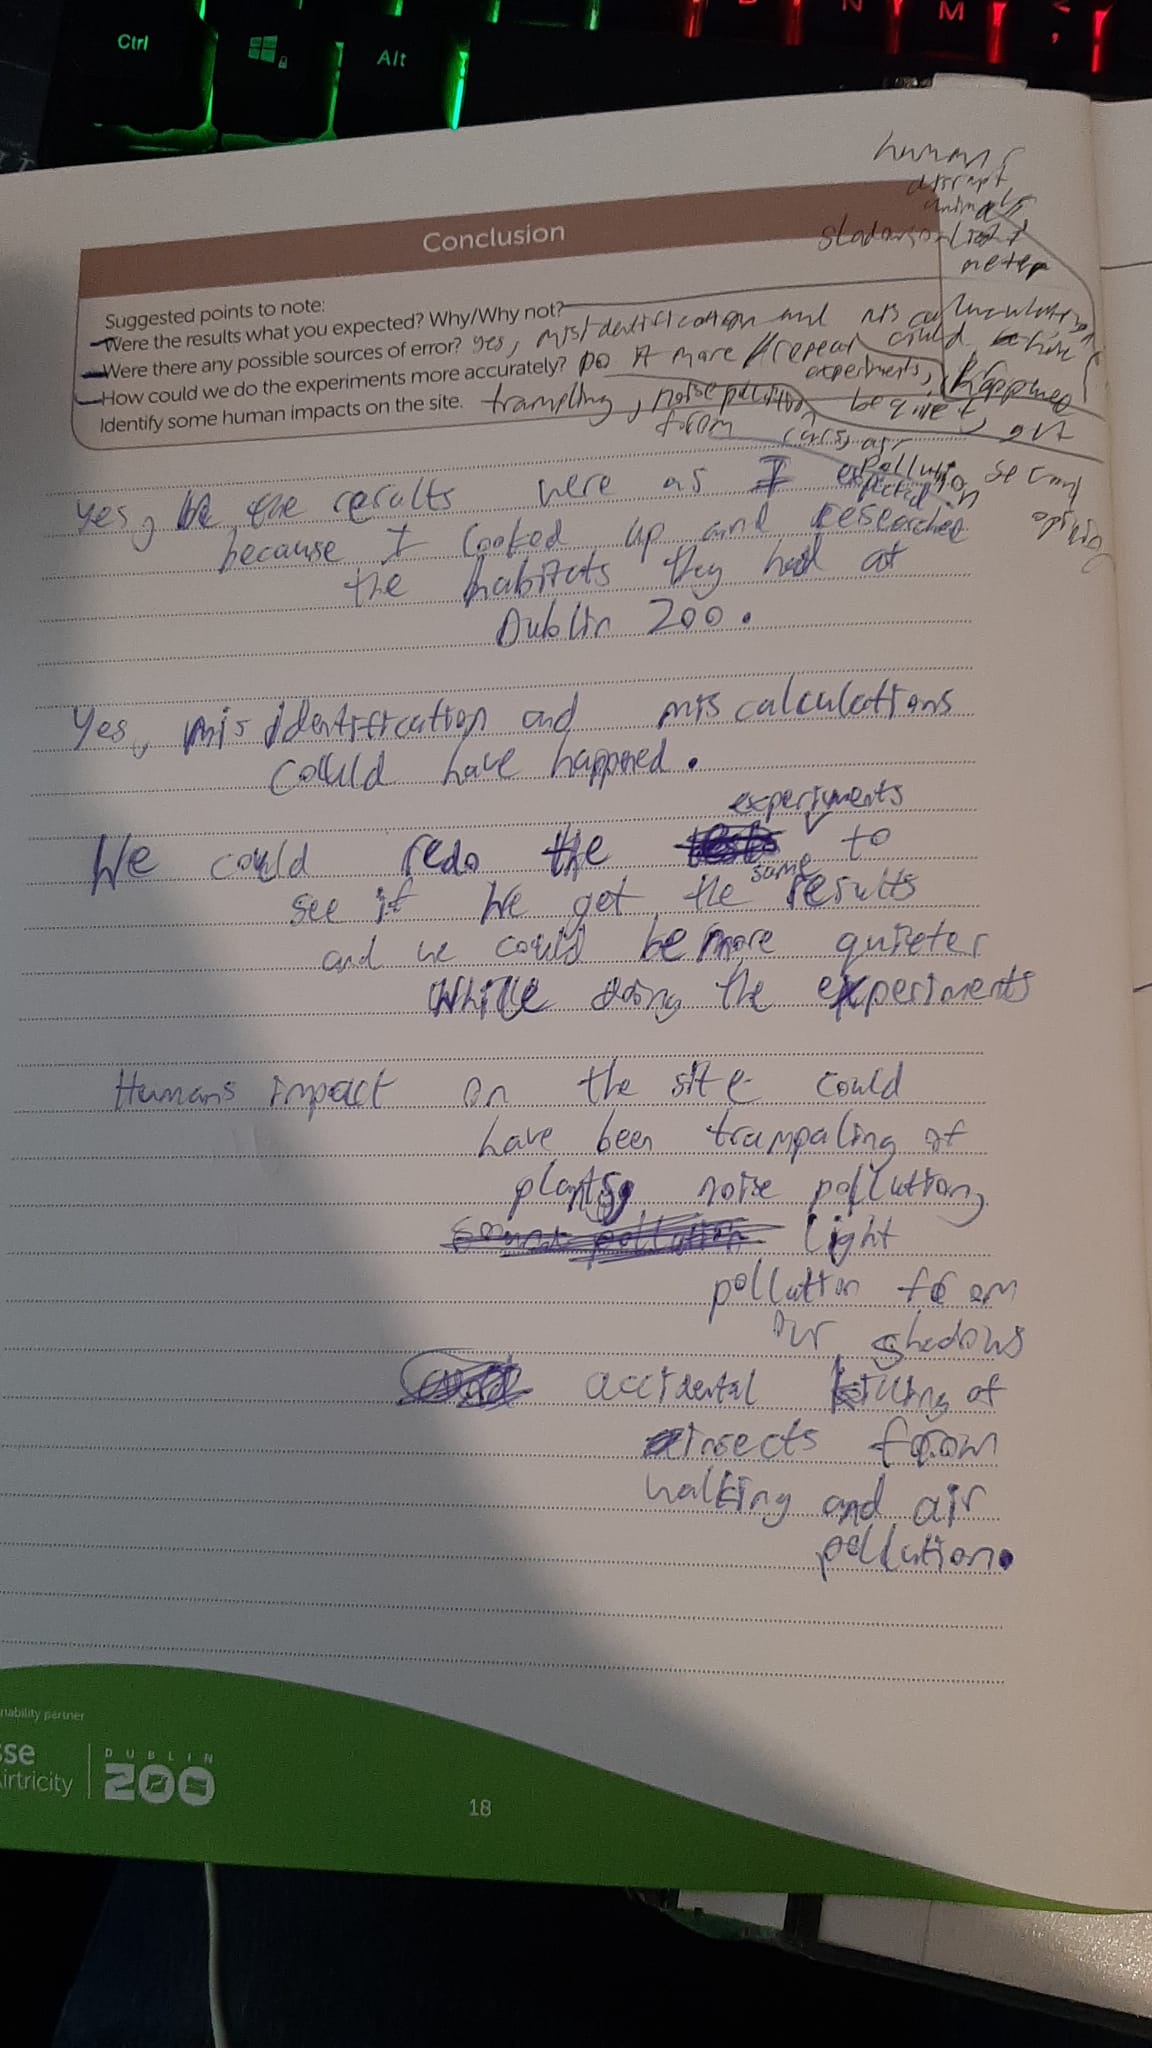 Ctrl
Alt
N
M
<
,
humans
disrupt
animals
shadows light
meter
Conclusion
Suggested points to note:
Were the results what you expected? Why/Why not?
Were there any possible sources of error? yes, misidentification and mis calculations
could have
happened
How could we do the experiments more accurately? Do it more / repeat
experiments,
be quiet, get
second
opinion
Identify some human impacts on the site. trampling, noise pollution
from cars, air
pollution
yes, the results were as I expected
because I looked up and researched
the habitats they had at
Dublin Zoo.
Yes, mis identification and mis calculations
could have happened.
We could redo the experiments to
see if we get the same results
and we could be more quieter
while doing the experiments
Humans impact on the site could
have been trampaling of
plants, noise pollution,
sound pollution light
pollution from
our shadows
accidental killing of
insects from
walking and air
pollution.
nability partner
sse
Airtricity
DUBLIN
ZOO
18